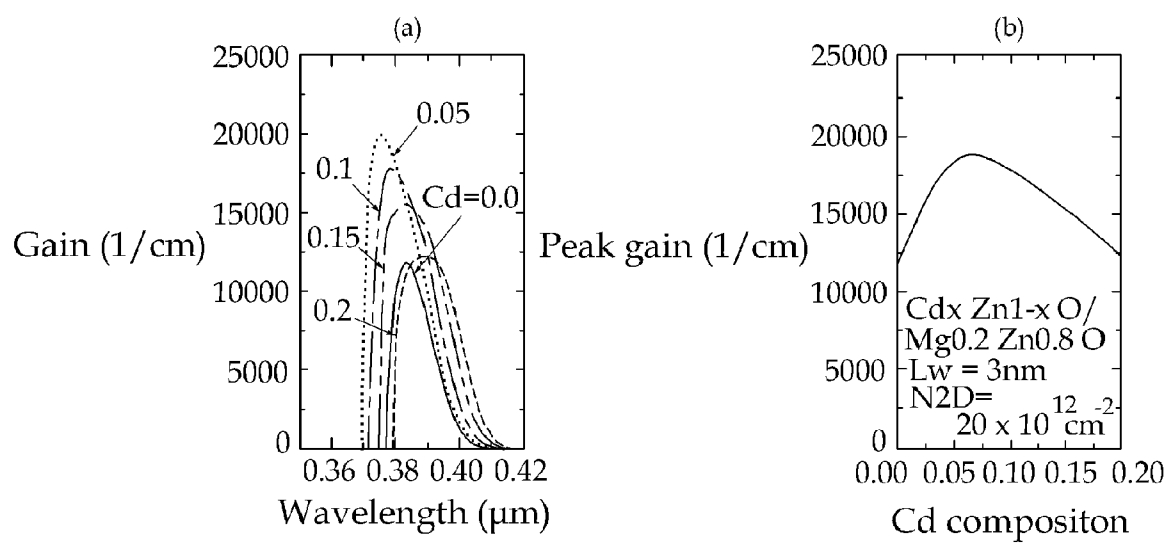 (a)
25000
20000
15000
10000
5000
0
Gain (1/cm)
0.05
0.1
Cd=0.0
0.15
0.2
0.36 0.38 0.40 0.42
Wavelength (μm)
(b)
25000
20000
15000
10000
5000
0
Peak gain (1/cm)
Cdx Zn1-x O/
Mg0.2 Zn0.8 O
Lw = 3nm
N2D=
20 x 10^12 cm^-2
0.00 0.05 0.10 0.15 0.20
Cd compositon